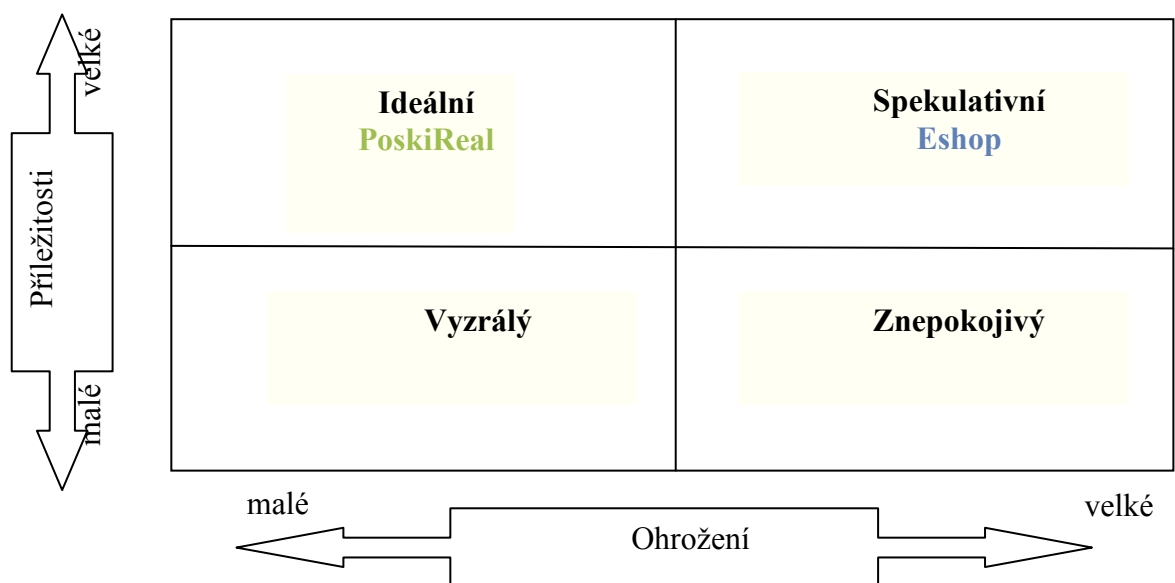 velké
Příležitosti
malé
Ideální
PoskiReal
Spekulativní
Eshop
Vyzrálý
Znepokojivý
malé
velké
Ohrožení